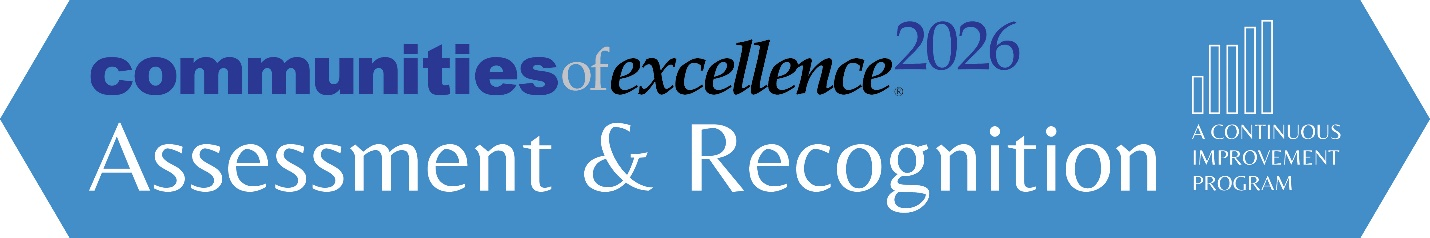 communitiesofexcellence2026®
Assessment & Recognition
A CONTINUOUS
IMPROVEMENT
PROGRAM